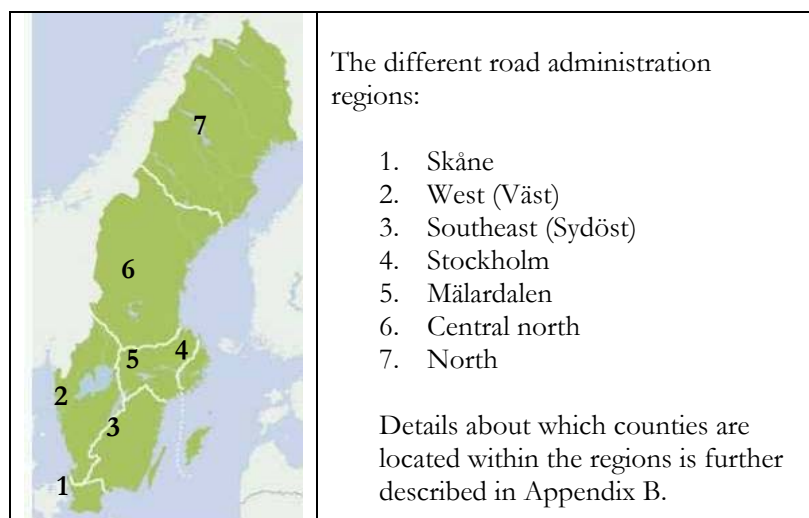 7
6
5
4
2
3
1
The different road administration
regions:
1. Skåne
2. West (Väst)
3. Southeast (Sydöst)
4. Stockholm
5. Mälardalen
6. Central north
7. North
Details about which counties are
located within the regions is further
described in Appendix B.